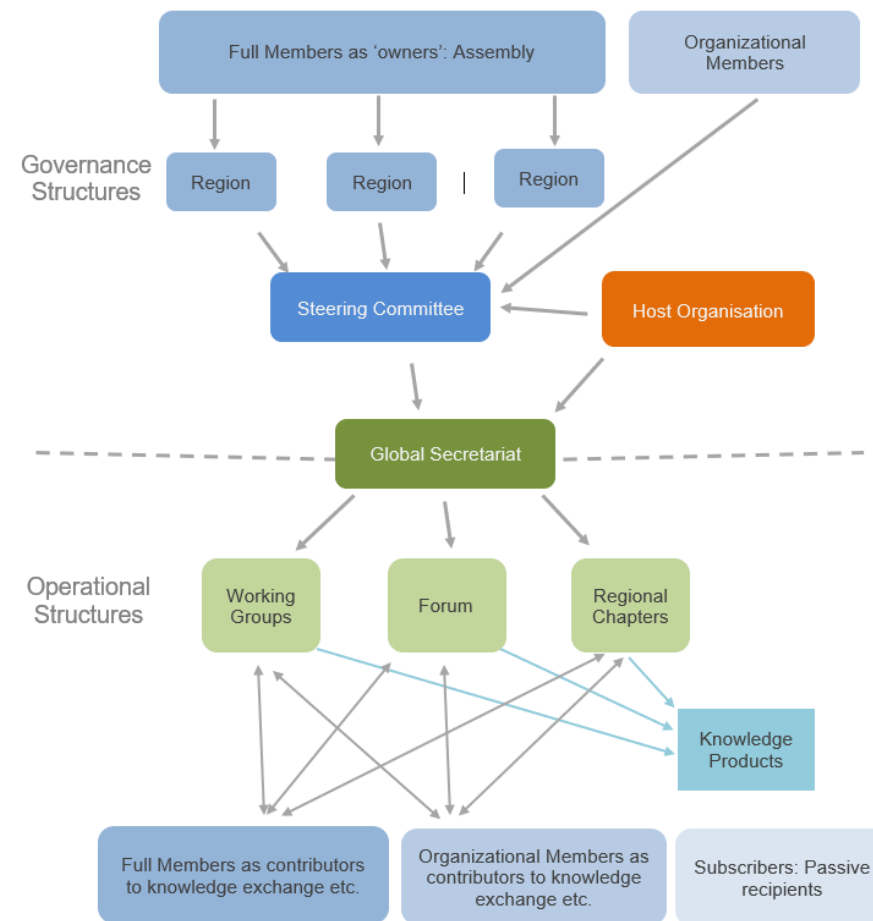 Full Members as ‘owners’: Assembly
Organizational
Members
Governance
Structures
Region
Region
Region
Steering Committee
Host Organisation
Global Secretariat
Operational
Structures
Working
Groups
Forum
Regional
Chapters
Knowledge
Products
Full Members as contributors
to knowledge exchange etc.
Organizational Members as
contributors to knowledge
exchange etc.
Subscribers: Passive
recipients